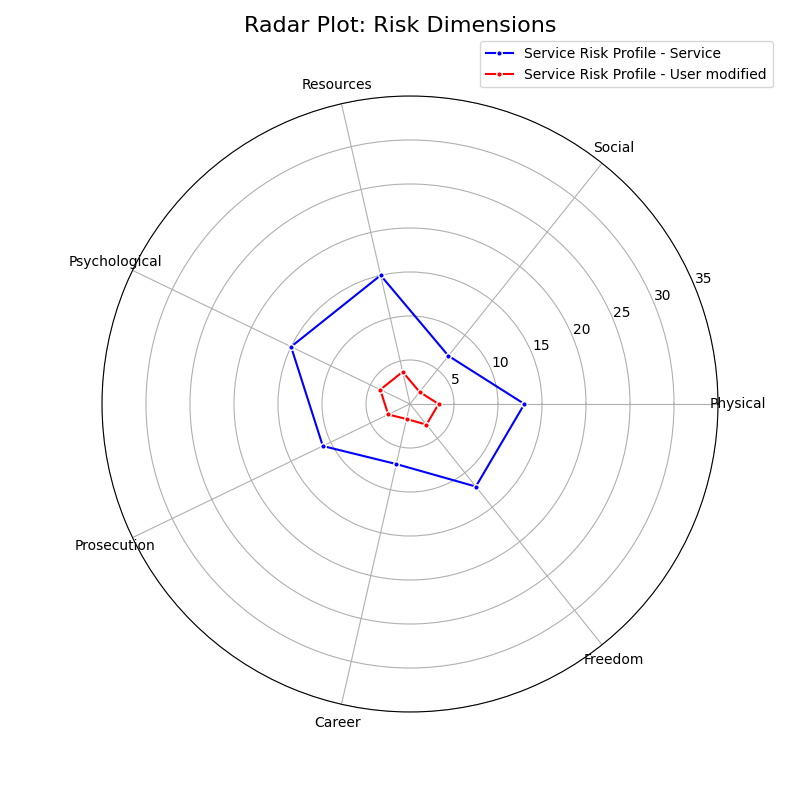 Radar Plot: Risk Dimensions
Service Risk Profile - Service
Service Risk Profile - User modified
Resources
Social
Psychological
35
30
25
20
15
10
5
Physical
Prosecution
Freedom
Career